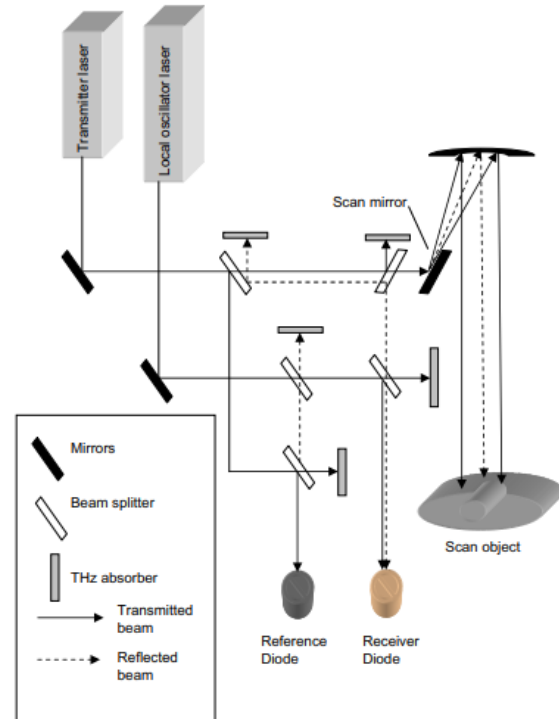 Transmitter laser
Local oscillator laser
Scan mirror
Mirrors
Beam splitter
THz absorber
Transmitted
beam
Reflected
beam
Reference
Diode
Receiver
Diode
Scan object